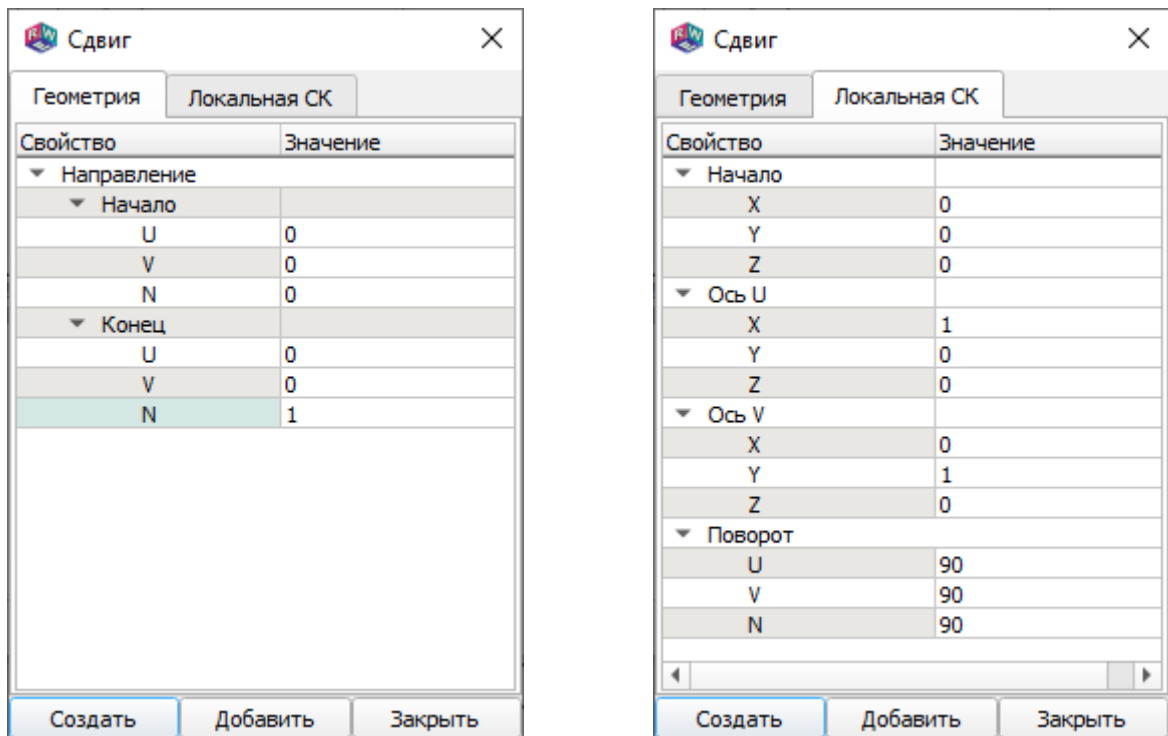 Сдвиг
Геометрия Локальная СК
Свойство Значение
Направление
Начало
U 0
V 0
N 0
Конец
U 0
V 0
N 1
Создать Добавить Закрыть
Сдвиг
Геометрия Локальная СК
Свойство Значение
Начало
X 0
Y 0
Z 0
Ось U
X 1
Y 0
Z 0
Ось V
X 0
Y 1
Z 0
Поворот
U 90
V 90
N 90
Создать Добавить Закрыть